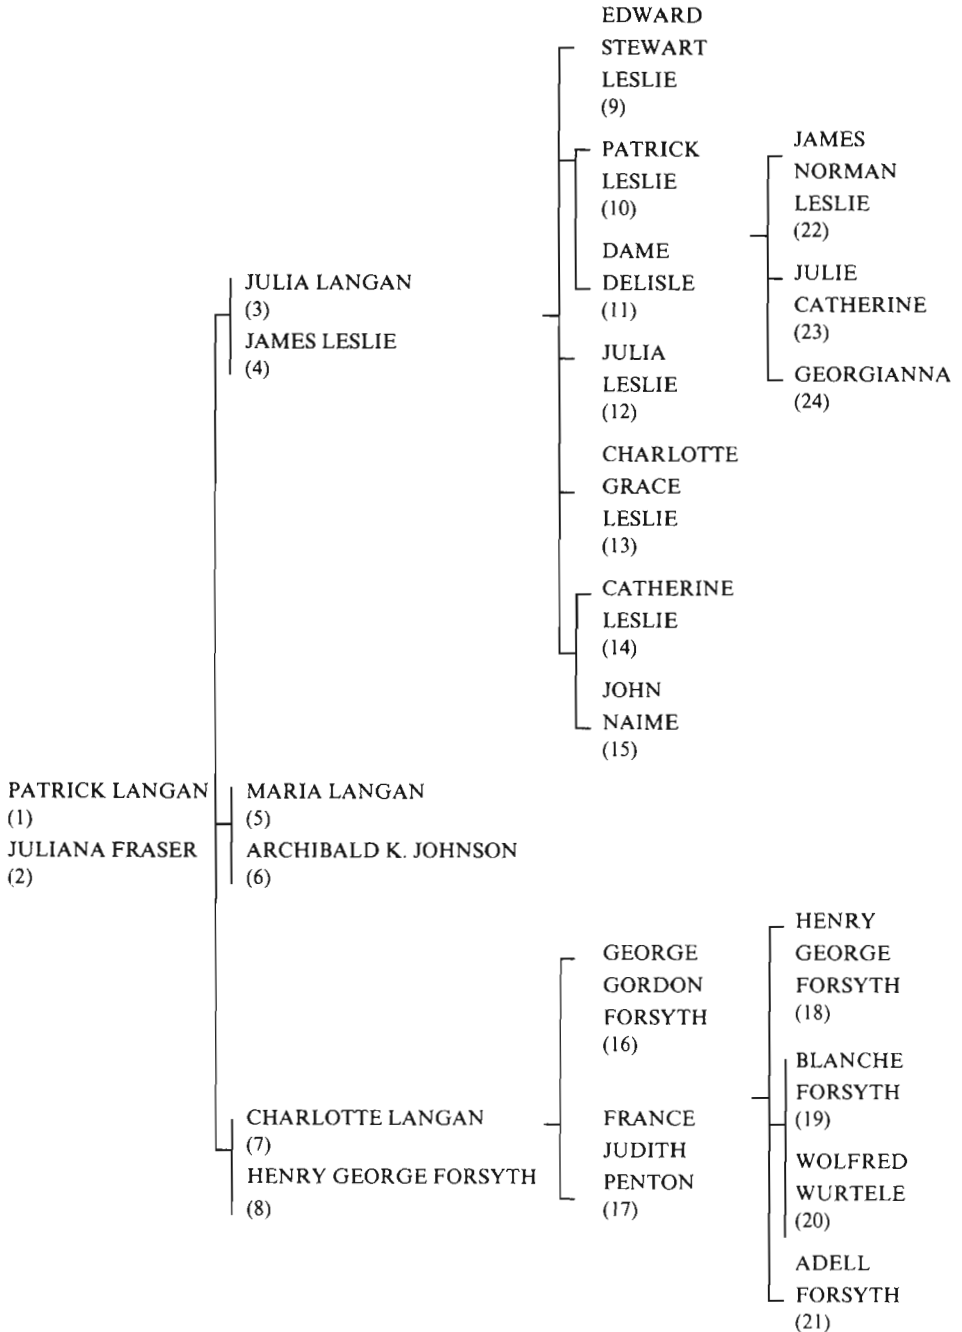 PATRICK LANGAN
(1)
JULIANA FRASER
(2)
JULIA LANGAN
(3)
JAMES LESLIE
(4)
MARIA LANGAN
(5)
ARCHIBALD K. JOHNSON
(6)
CHARLOTTE LANGAN
(7)
HENRY GEORGE FORSYTH
(8)
EDWARD
STEWART
LESLIE
(9)
PATRICK
LESLIE
(10)
DAME
DELISLE
(11)
JULIA
LESLIE
(12)
CHARLOTTE
GRACE
LESLIE
(13)
CATHERINE
LESLIE
(14)
JOHN
NAIME
(15)
GEORGE
GORDON
FORSYTH
(16)
FRANCE
JUDITH
PENTON
(17)
JAMES
NORMAN
LESLIE
(22)
JULIE
CATHERINE
(23)
GEORGIANNA
(24)
HENRY
GEORGE
FORSYTH
(18)
BLANCHE
FORSYTH
(19)
WOLFRED
WURTELE
(20)
ADELL
FORSYTH
(21)